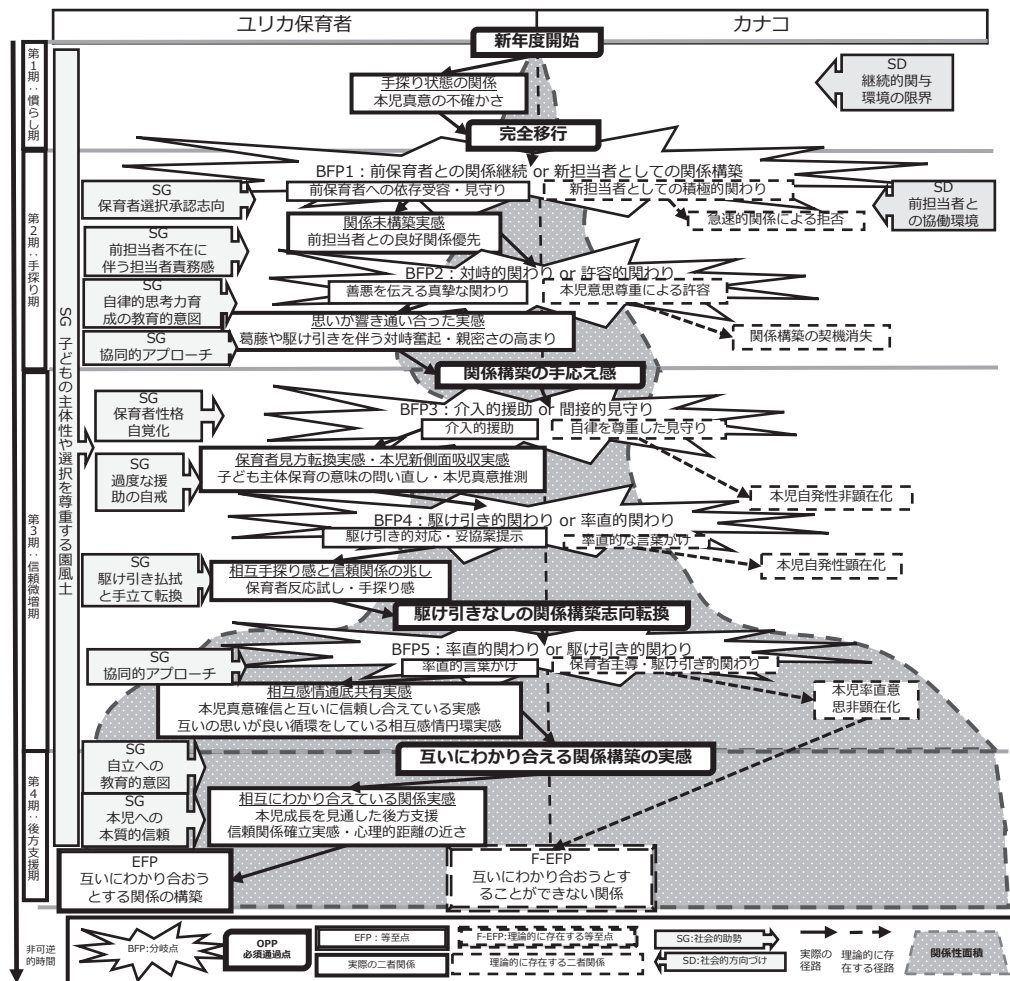 ユリカ保育者
カナコ
新年度開始
第1期：慣らし期
手探り状態の関係
本児真意の不確かさ
SD
継続的関与
環境の限界
完全移行
第2期：手探り期
BFP1：前保育者との関係継続 or 新担当者としての関係構築
SG
保育者選択承認志向
前保育者への依存受容・見守り
新担当者としての積極的関わり
SD
前担当者と
の協働環境
関係未構築実感
前担当者との良好関係優先
急速的関係による拒否
SG
前担当者不在に
伴う担当者責務感
BFP2：対峙的関わり or 許容的関わり
善悪を伝える真摯な関わり
本児意思尊重による許容
SG
自律的思考力育
成の教育的意図
思いが響き通い合った実感
葛藤や駆け引きを伴う対峙奮起・親密さの高まり
関係構築の契機消失
SG
協同的アプローチ
SG 子どもの主体性や選択を尊重する園風土
関係構築の手応え感
第3期：信頼微増期
BFP3：介入的援助 or 間接的見守り
SG
保育者性格
自覚化
介入的援助
自律を尊重した見守り
保育者見方転換実感・本児新側面吸収実感
子ども主体保育の意味の問い直し・本児真意推測
SG
過度な援
助の自戒
本児自発性非顕在化
BFP4：駆け引き的関わり or 率直的関わり
駆け引き的対応・妥協案提示
率直的な言葉がけ
本児自発性顕在化
SG
駆け引き払拭
と手立て転換
相互手探り感と信頼関係の兆し
保育者反応試し・手探り感
駆け引きなしの関係構築志向転換
BFP5：率直的関わり or 駆け引き的関わり
SG
協同的アプローチ
率直的言葉がけ
保育者主導・駆け引き的関わり
相互感情通底共有実感
本児真意確信と互いに信頼し合えている実感
互いの思いが良い循環をしている相互感情円環実感
本児率直意
思非顕在化
互いにわかり合える関係構築の実感
第4期：後方支援期
SG
自立への
教育的意図
SG
本児への
本質的信頼
相互にわかり合えている関係実感
本児成長を見通した後方支援
信頼関係確立実感・心理的距離の近さ
EFP
互いにわかり合おう
とする関係の構築
F-EFP
互いにわかり合おうとす
ることができない関係
非可逆
的時間
BFP:分岐点
OPP
必須通過点
EFP：等至点
実際の二者関係
F-EFP:理論的に存在する等至点
理論的に存在する二者関係
SG:社会的助勢
SD:社会的方向づけ
実際の
径路
理論的に存
在する径路
関係性面積